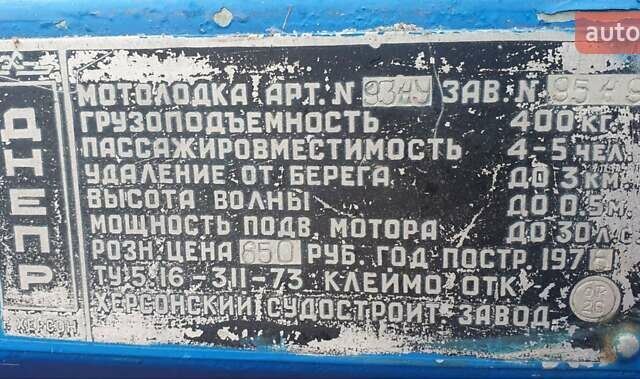 auto
МОТОЛОДКА АРТ. N ЗАВ. N
ГРУЗОПОДЪЕМНОСТЬ 400 КГ.
ПАССАЖИРОВМЕСТИМОСТЬ 4-5 ЧЕЛ.
УДАЛЕНИЕ ОТ БЕРЕГА ДО 3 КМ.
ВЫСОТА ВОЛНЫ ДО 0.5 М.
МОЩНОСТЬ ПОДВ. МОТОРА ДО 30 Л.С
РОЗН. ЦЕНА 650 РУБ. ГОД ПОСТР. 197
ТУ 5.16-311-73 КЛЕЙМО ОТК
ХЕРСОНСКИЙ СУДОСТРОИТ. ЗАВОД
ДНЕПР
ХЕРСОН